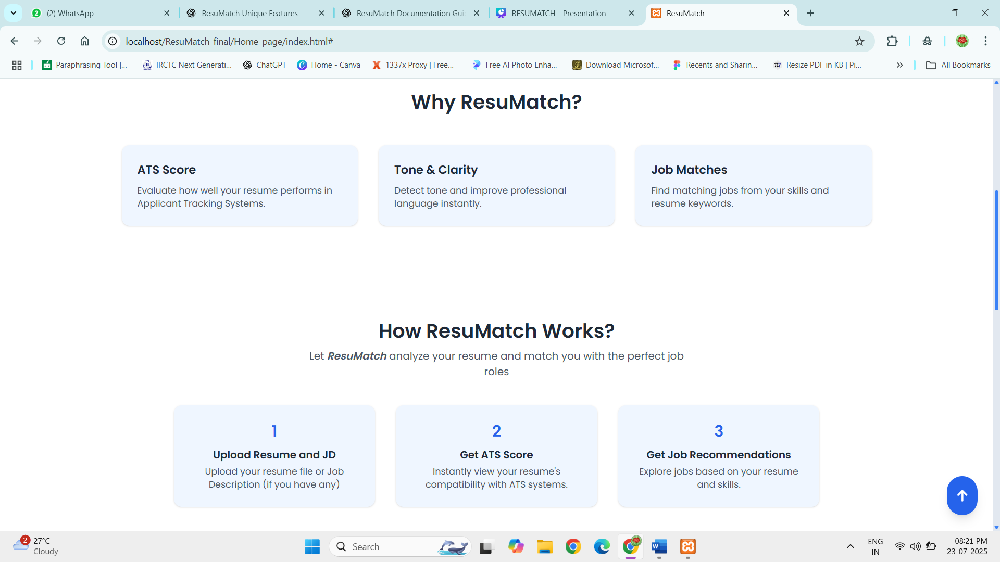 2
(2) WhatsApp
ResuMatch Unique Features
ResuMatch Documentation Gui
RESUMATCH - Presentation
ResuMatch
localhost/ResuMatch_final/Home_page/index.html#
Paraphrasing Tool |...
IRCTC Next Generati...
ChatGPT
Home - Canva
1337x Proxy | Free...
Free AI Photo Enha...
Download Microsof...
Recents and Sharin...
Resize PDF in KB | Pi...
All Bookmarks
Why ResuMatch?
ATS Score
Evaluate how well your resume performs in
Applicant Tracking Systems.
Tone & Clarity
Detect tone and improve professional
language instantly.
Job Matches
Find matching jobs from your skills and
resume keywords.
How ResuMatch Works?
Let ResuMatch analyze your resume and match you with the perfect job
roles
1
Upload Resume and JD
Upload your resume file or Job
Description (if you have any)
2
Get ATS Score
Instantly view your resume's
compatibility with ATS systems.
3
Get Job Recommendations
Explore jobs based on your resume
and skills.
2
27°C
Cloudy
Search
ENG
IN
08:21 PM
23-07-2025